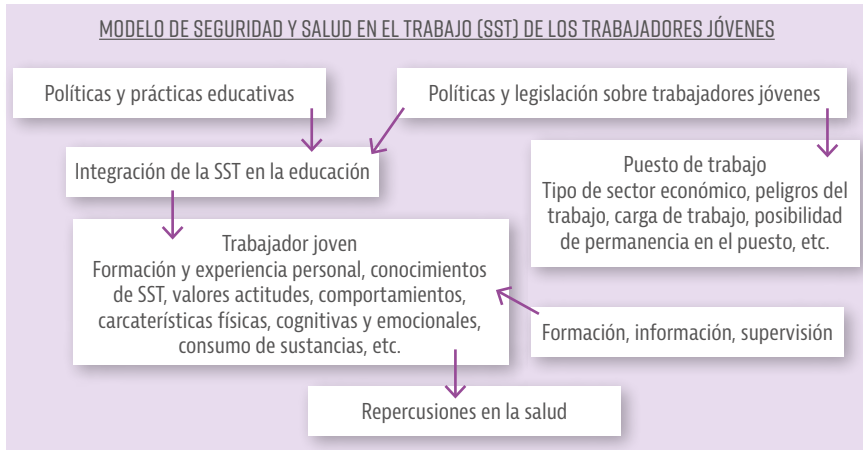 MODELO DE SEGURIDAD Y SALUD EN EL TRABAJO (SST) DE LOS TRABAJADORES JÓVENES
Políticas y prácticas educativas
Políticas y legislación sobre trabajadores jóvenes
Integración de la SST en la educación
Puesto de trabajo
Tipo de sector económico, peligros del
trabajo, carga de trabajo, posibilidad
de permanencia en el puesto, etc.
Trabajador joven
Formación y experiencia personal, conocimientos
de SST, valores actitudes, comportamientos,
carcaterísticas físicas, cognitivas y emocionales,
consumo de sustancias, etc.
Formación, información, supervisión
Repercusiones en la salud